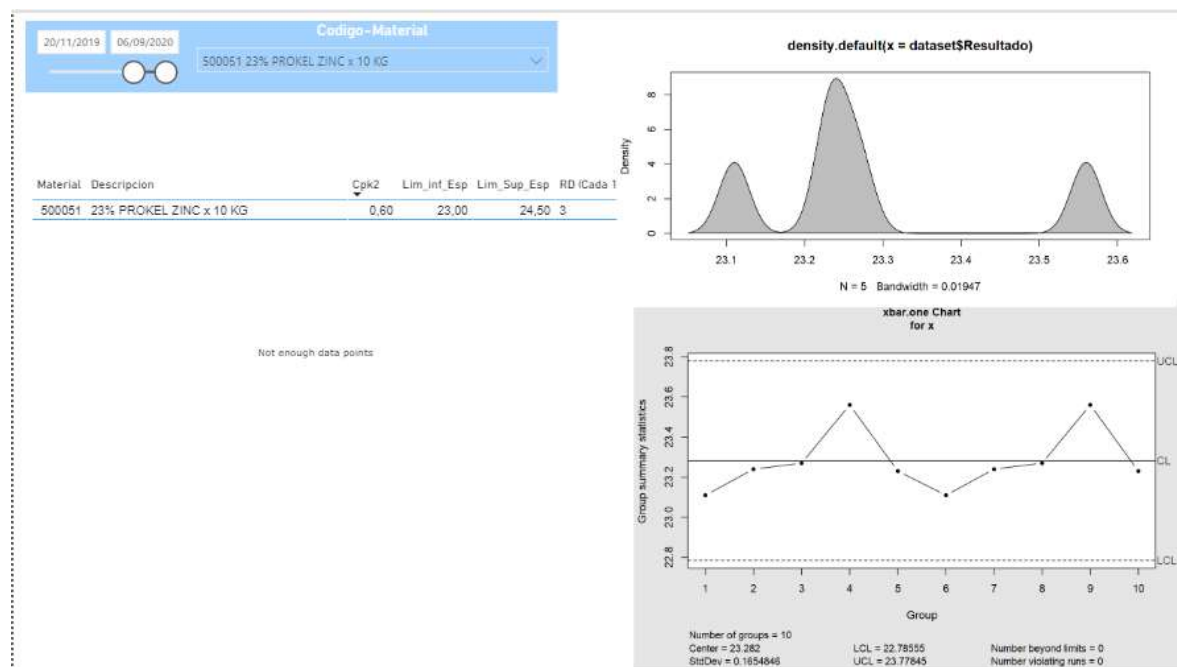 Codigo-Material
20/11/2019 06/09/2020
500051 23% PROKEL ZINC x 10 KG
Material Descripcion Cpk2 Lim_inf_Esp Lim_Sup_Esp RD (Cada 1
500051 23% PROKEL ZINC x 10 KG 0,60 23,00 24,50 3
Not enough data points
density.default(x = dataset$Resultado)
Density
8
6
4
2
0
23.1 23.2 23.3 23.4 23.5 23.6
N = 5 Bandwidth = 0.01947
xbar.one Chart
for x
Group summary statistics
23.8
23.6
23.4
23.2
23.0
22.8
UCL
CL
LCL
1 2 3 4 5 6 7 8 9 10
Group
Number of groups = 10
Center = 23.282 LCL = 22.78555 Number beyond limits = 0
StdDev = 0.1654846 UCL = 23.77845 Number violating runs = 0